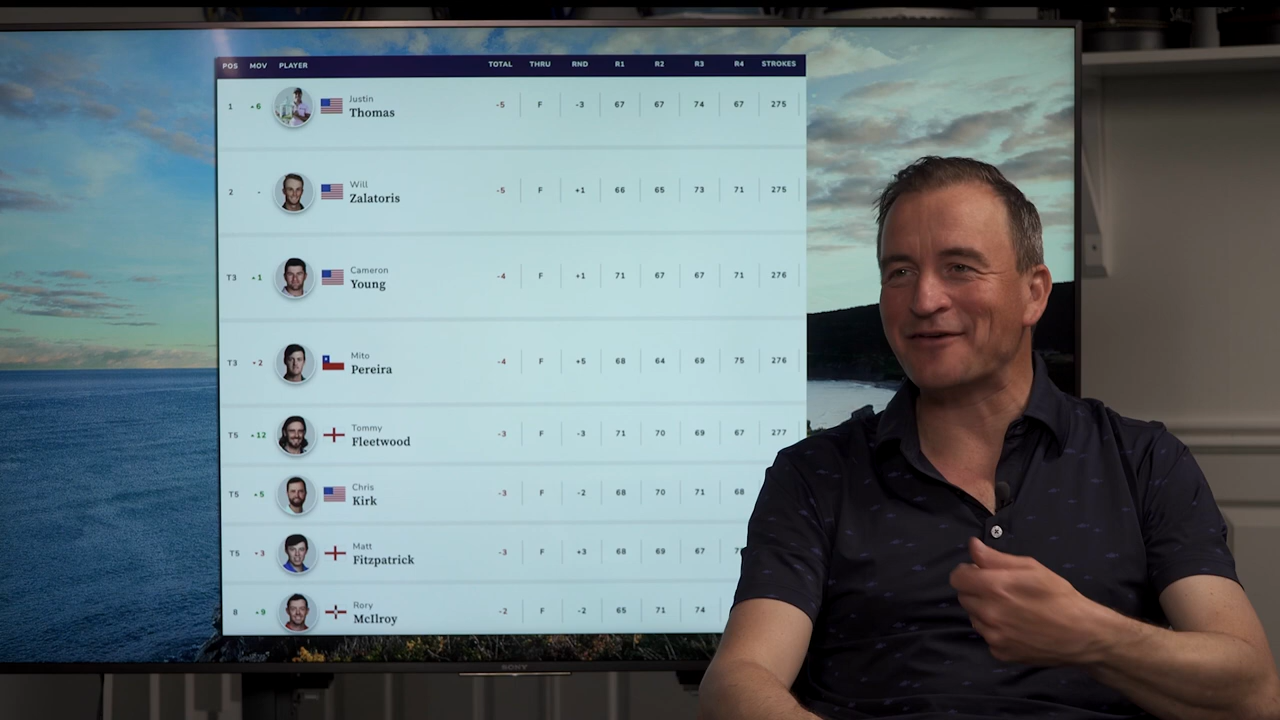 POS MOV PLAYER TOTAL THRU RND R1 R2 R3 R4 STROKES
1 6 Justin Thomas -5 F -3 67 67 74 67 275
2 - Will Zalatoris -5 F +1 66 65 73 71 275
T3 1 Cameron Young -4 F +1 71 67 67 71 276
T3 2 Mito Pereira -4 F +5 68 64 69 75 276
T5 12 Tommy Fleetwood -3 F -3 71 70 69 67 277
T5 5 Chris Kirk -3 F -2 68 70 71 68
T5 3 Matt Fitzpatrick -3 F +3 68 69 67
8 9 Rory McIlroy -2 F -2 65 71 74
SONY